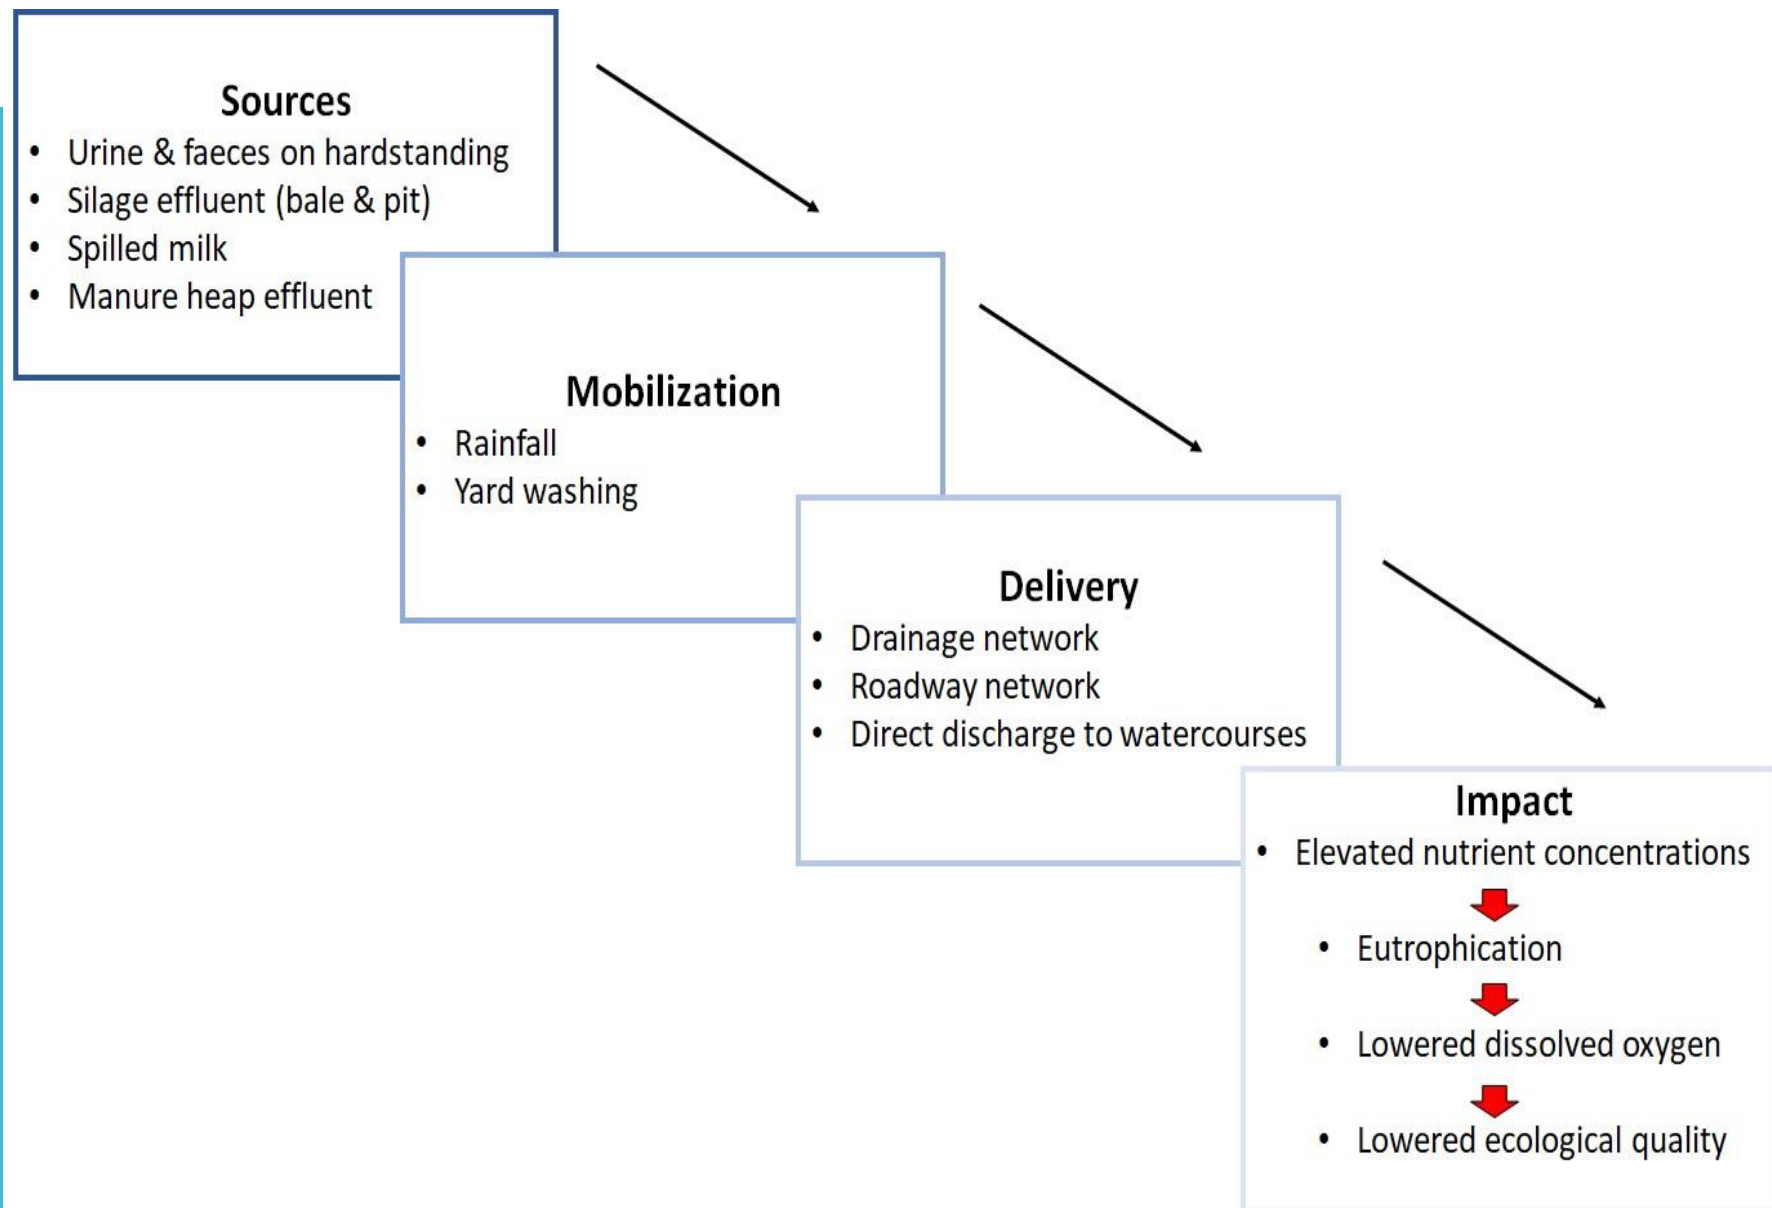 Sources
• Urine & faeces on hardstanding
• Silage effluent (bale & pit)
• Spilled milk
• Manure heap effluent
Mobilization
• Rainfall
• Yard washing
Delivery
• Drainage network
• Roadway network
• Direct discharge to watercourses
Impact
• Elevated nutrient concentrations
• Eutrophication
• Lowered dissolved oxygen
• Lowered ecological quality